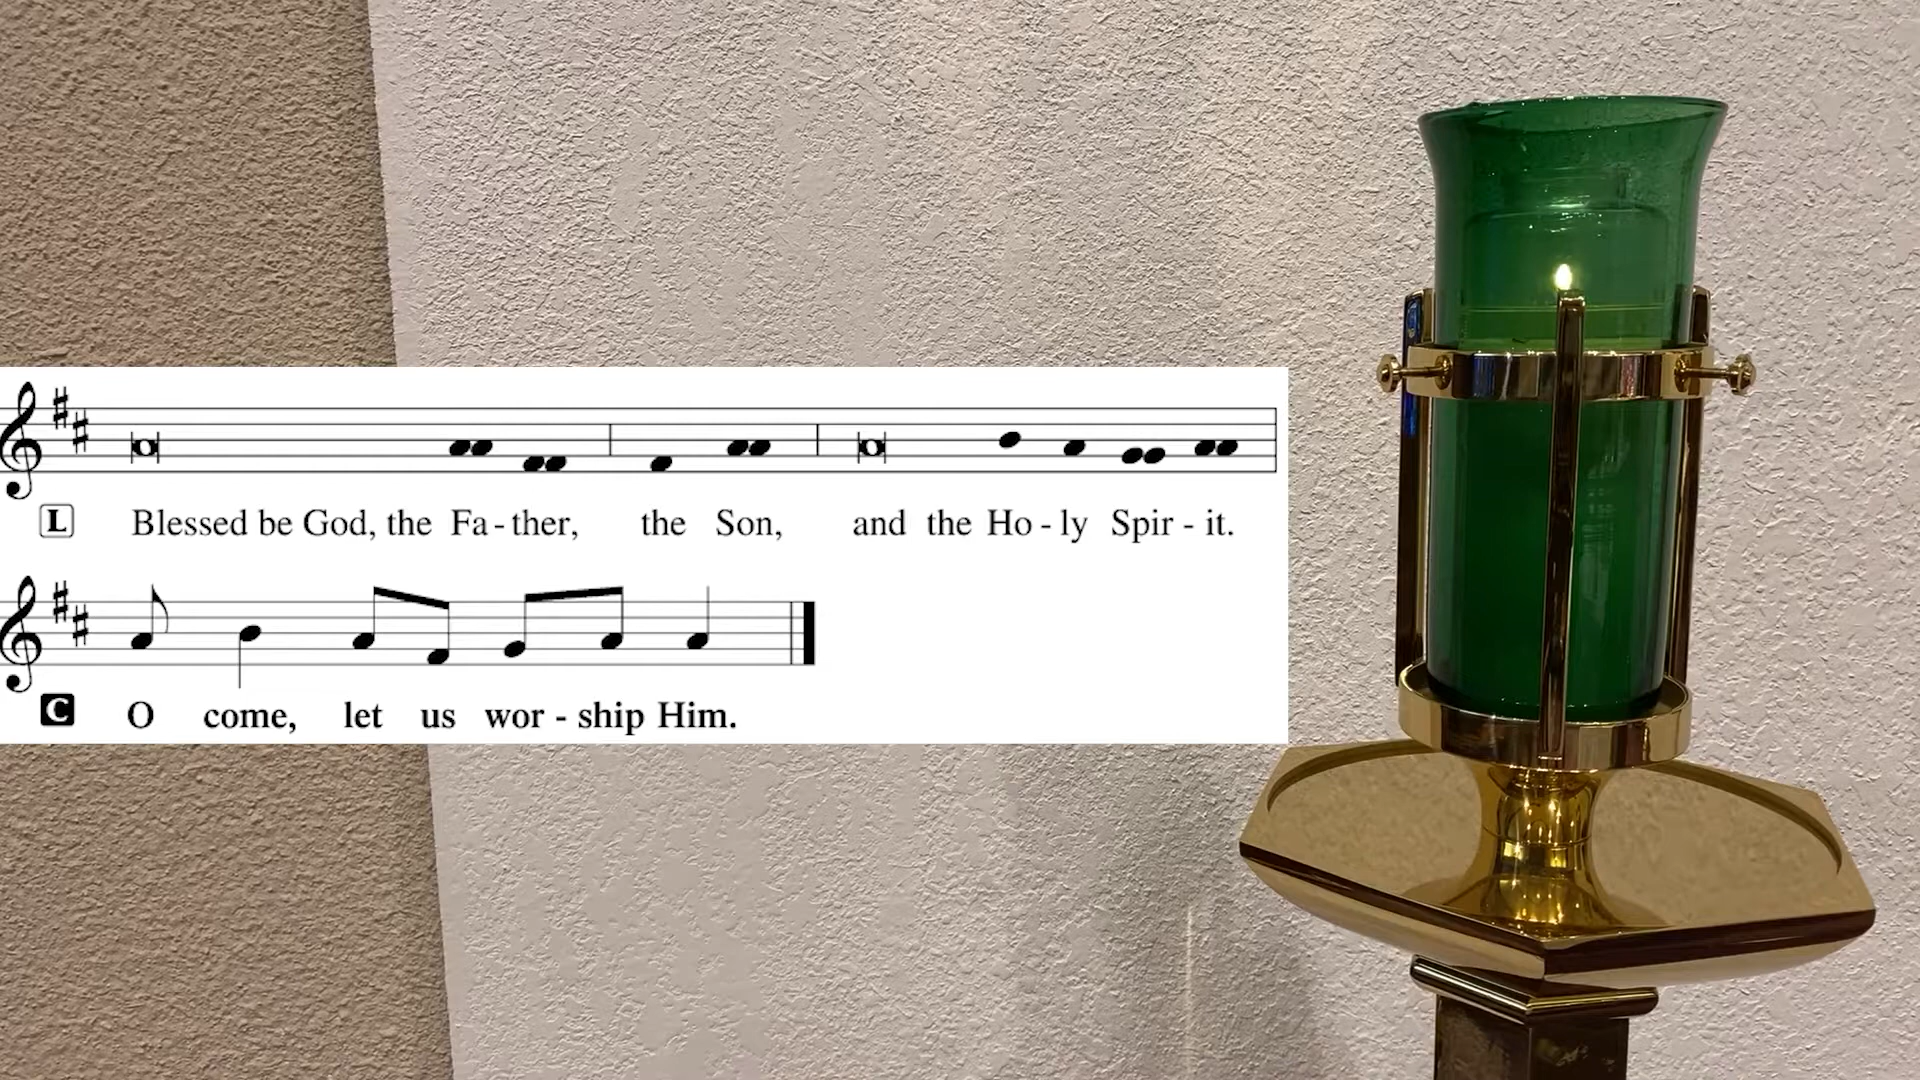 L Blessed be God, the Fa - ther, the Son, and the Ho - ly Spir - it.
C O come, let us wor - ship Him.